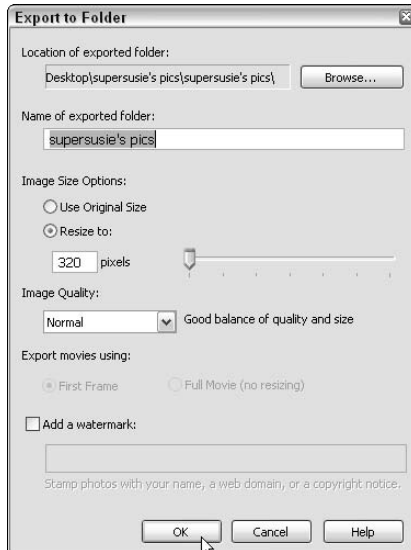 Export to Folder
Location of exported folder:
Desktop\supersusie's pics\supersusie's pics\
Browse...
Name of exported folder:
supersusie's pics
Image Size Options:
Use Original Size
Resize to:
320 pixels
Image Quality:
Normal Good balance of quality and size
Export movies using:
First Frame Full Movie (no resizing)
Add a watermark:
Stamp photos with your name, a web domain, or a copyright notice.
OK Cancel Help